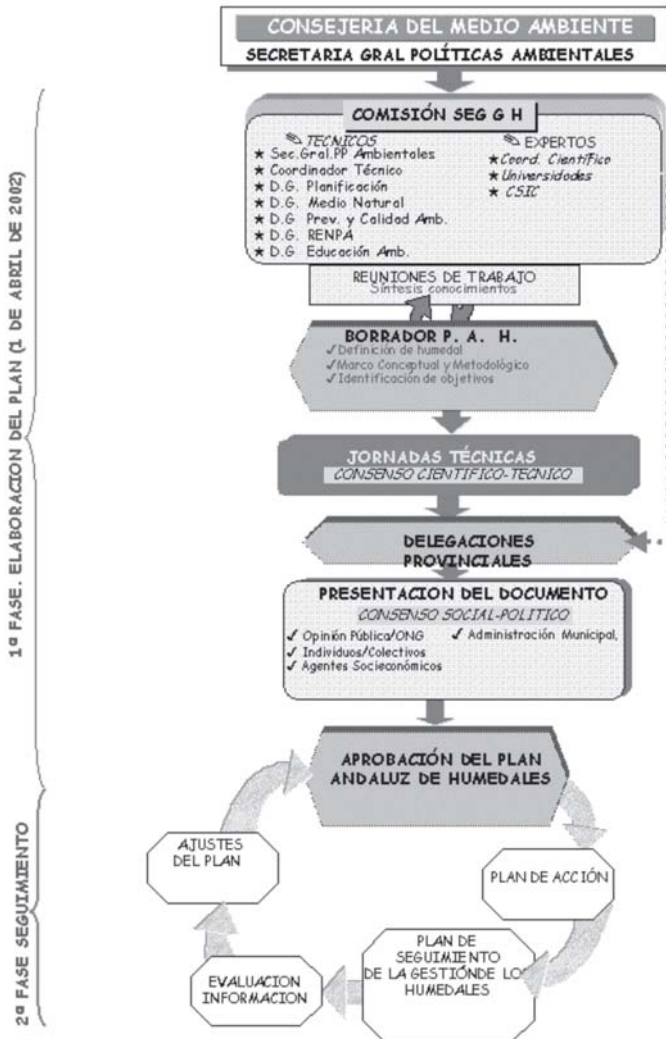 CONSEJERIA DEL MEDIO AMBIENTE
SECRETARIA GRAL POLÍTICAS AMBIENTALES
COMISIÓN SEG G H
TECNICOS
★ Sec.Gral.PP Ambientales
★ Coordinador Técnico
★ D.G. Planificación
★ D.G. Medio Natural
★ D.G Prev. y Calidad Amb.
★ D.G. RENPA
★ D.G Educación Amb.
EXPERTOS
★ Coord. Científico
★ Universidades
★ CSIC
REUNIONES DE TRABAJO
Síntesis conocimientos
BORRADOR P. A. H.
✓ Definición de humedal
✓ Marco Conceptual y Metodológico
✓ Identificación de objetivos
JORNADAS TÉCNICAS
CONSENSO CIENTIFICO-TECNICO
DELEGACIONES
PROVINCIALES
PRESENTACION DEL DOCUMENTO
CONSENSO SOCIAL-POLITICO
✓ Opinión Pública/ONG
✓ Individuos/Colectivos
✓ Agentes Socieconómicos
✓ Administración Municipal,
APROBACIÓN DEL PLAN
ANDALUZ DE HUMEDALES
PLAN DE ACCIÓN
PLAN DE
SEGUIMIENTO
DE LA GESTIÓNDE LOS
HUMEDALES
EVALUACION
INFORMACION
AJUSTES
DEL PLAN
1ª FASE. ELABORACION DEL PLAN (1 DE ABRIL DE 2002)
2ª FASE SEGUIMIENTO